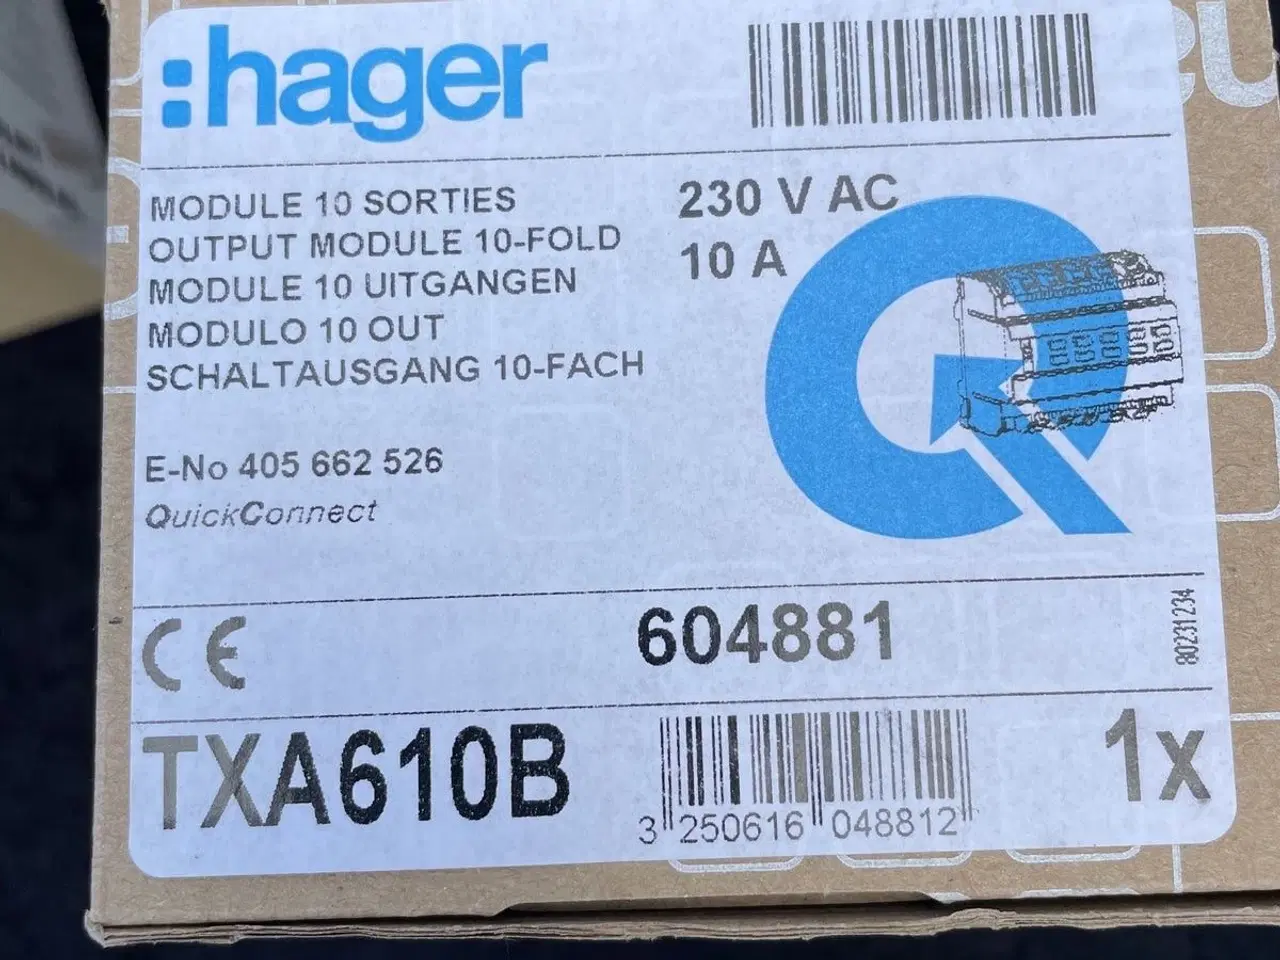 :hager
MODULE 10 SORTIES
OUTPUT MODULE 10-FOLD
MODULE 10 UITGANGEN
MODULO 10 OUT
SCHALTAUSGANG 10-FACH
230 V AC
10 A
E-No 405 662 526
QuickConnect
CE
604881
80231234
TXA610B
3 250616 048812
1x